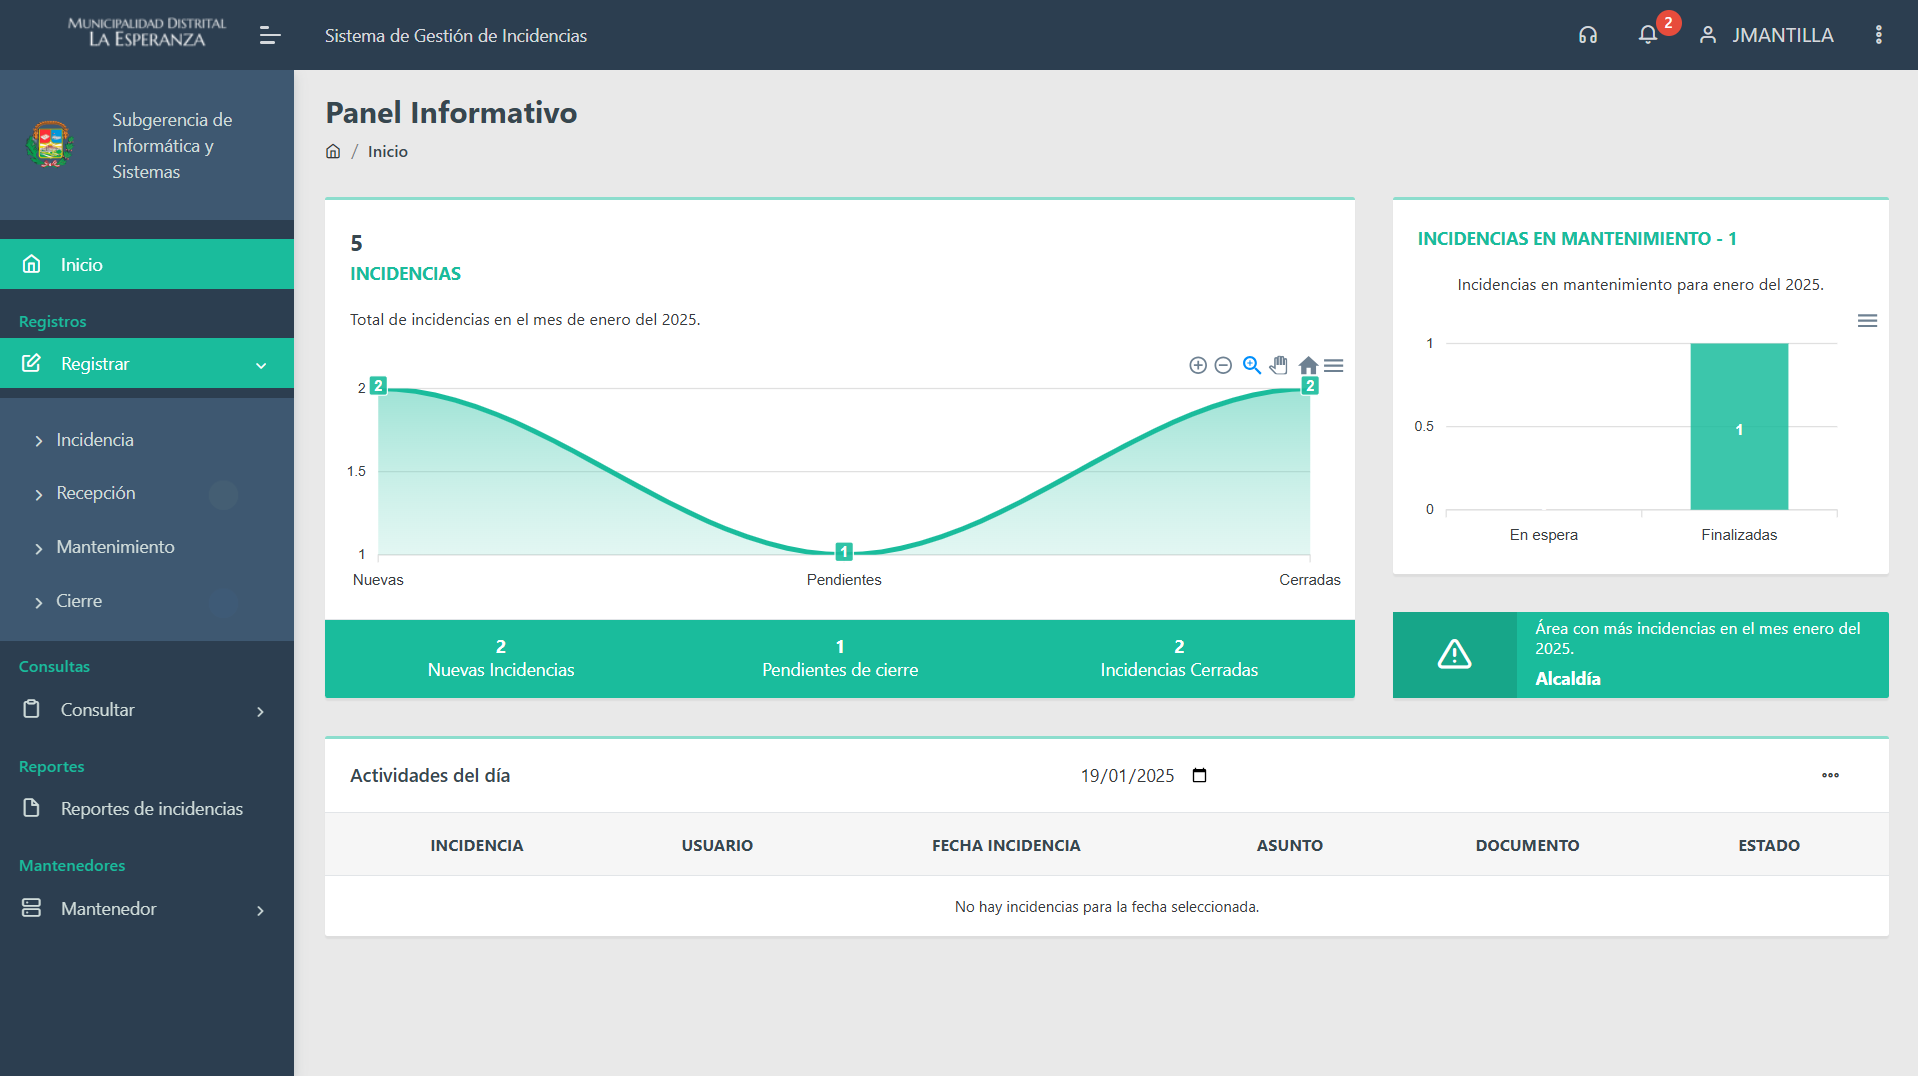 MUNICIPALIDAD DISTRITAL
LA ESPERANZA
Sistema de Gestión de Incidencias
2
JMANTILLA
Subgerencia de
Informática y
Sistemas
Inicio
Registros
Registrar
Incidencia
Recepción
Mantenimiento
Cierre
Consultas
Consultar
Reportes
Reportes de incidencias
Mantenedores
Mantenedor
Panel Informativo
/ Inicio
5
INCIDENCIAS
Total de incidencias en el mes de enero del 2025.
2
1.5
1
2
1
2
Nuevas
Pendientes
Cerradas
2
Nuevas Incidencias
1
Pendientes de cierre
2
Incidencias Cerradas
INCIDENCIAS EN MANTENIMIENTO - 1
Incidencias en mantenimiento para enero del 2025.
1
0.5
0
1
En espera
Finalizadas
Área con más incidencias en el mes enero del
2025.
Alcaldía
Actividades del día
19/01/2025
INCIDENCIA USUARIO FECHA INCIDENCIA ASUNTO DOCUMENTO ESTADO
No hay incidencias para la fecha seleccionada.